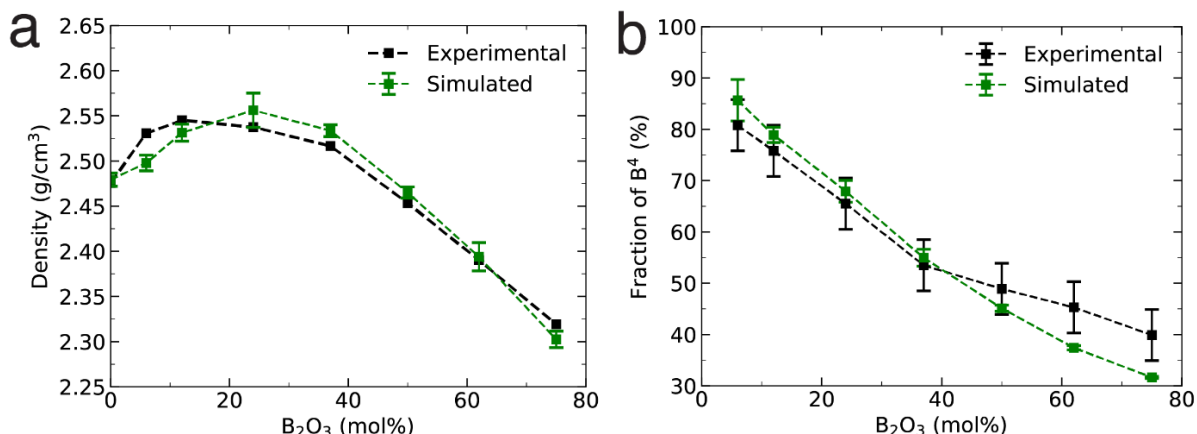 a
Density (g/cm³)
2.65
2.60
2.55
2.50
2.45
2.40
2.35
2.30
2.25
Experimental
Simulated
0
20
40
60
80
B₂O₃ (mol%)
b
Fraction of B⁴ (%)
100
90
80
70
60
50
40
30
Experimental
Simulated
0
20
40
60
80
B₂O₃ (mol%)